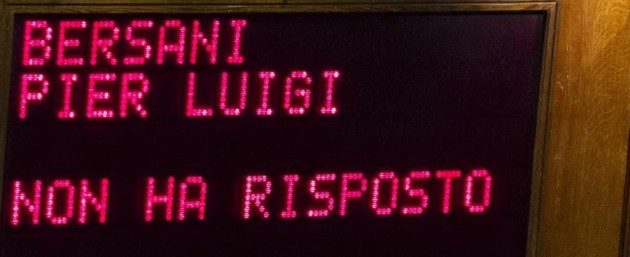 BERSANI
PIER LUIGI
NON HA RISPOSTO